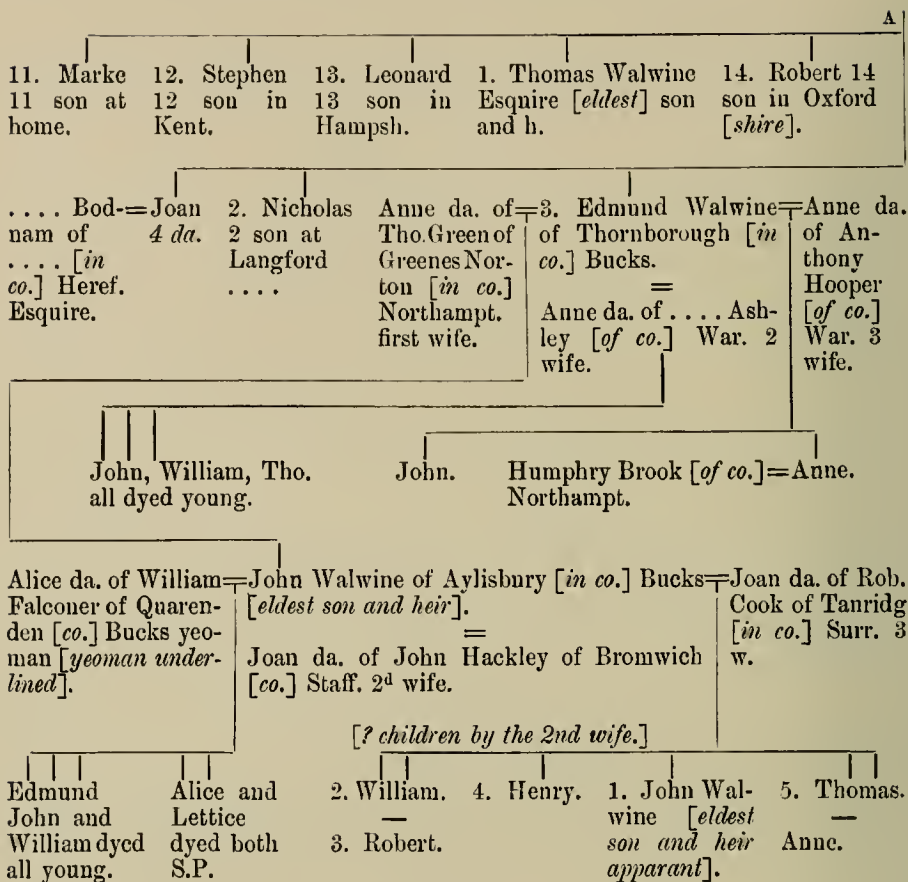 A
11. Marke
11 son at
home.
12. Stephen
12 son in
Kent.
13. Leonard
13 son in
Hampsh.
1. Thomas Walwine
Esquire [eldest] son
and h.
14. Robert 14
son in Oxford
[shire].
. . . . Bod-
nam of
. . . . [in
co.] Heref.
Esquire.
=Joan
4 da.
2. Nicholas
2 son at
Langford
. . . .
Anne da. of
Tho. Green of
Greenes Nor-
ton [in co.]
Northampt.
first wife.
=3. Edmund Walwine=
of Thornborough [in
co.] Bucks.
=
Anne da. of . . . . Ash-
ley [of co.] War. 2
wife.
Anne da.
of An-
thony
Hooper
[of co.]
War. 3
wife.
John, William, Tho.
all dyed young.
John.
Humphry Brook [of co.]=Anne.
Northampt.
Alice da. of William
Falconer of Quaren-
den [co.] Bucks yeo-
man [yeoman under-
lined].
=John Walwine of Aylisbury [in co.] Bucks=
[eldest son and heir].
=
Joan da. of John Hackley of Bromwich
[co.] Staff. 2d wife.
Joan da. of Rob.
Cook of Tanridg
[in co.] Surr. 3
w.
[? children by the 2nd wife.]
Edmund
John and
William dyed
all young.
Alice and
Lettice
dyed both
S.P.
2. William.
—
3. Robert.
4. Henry.
1. John Wal-
wine [eldest
son and heir
apparant].
5. Thomas.
—
Anne.